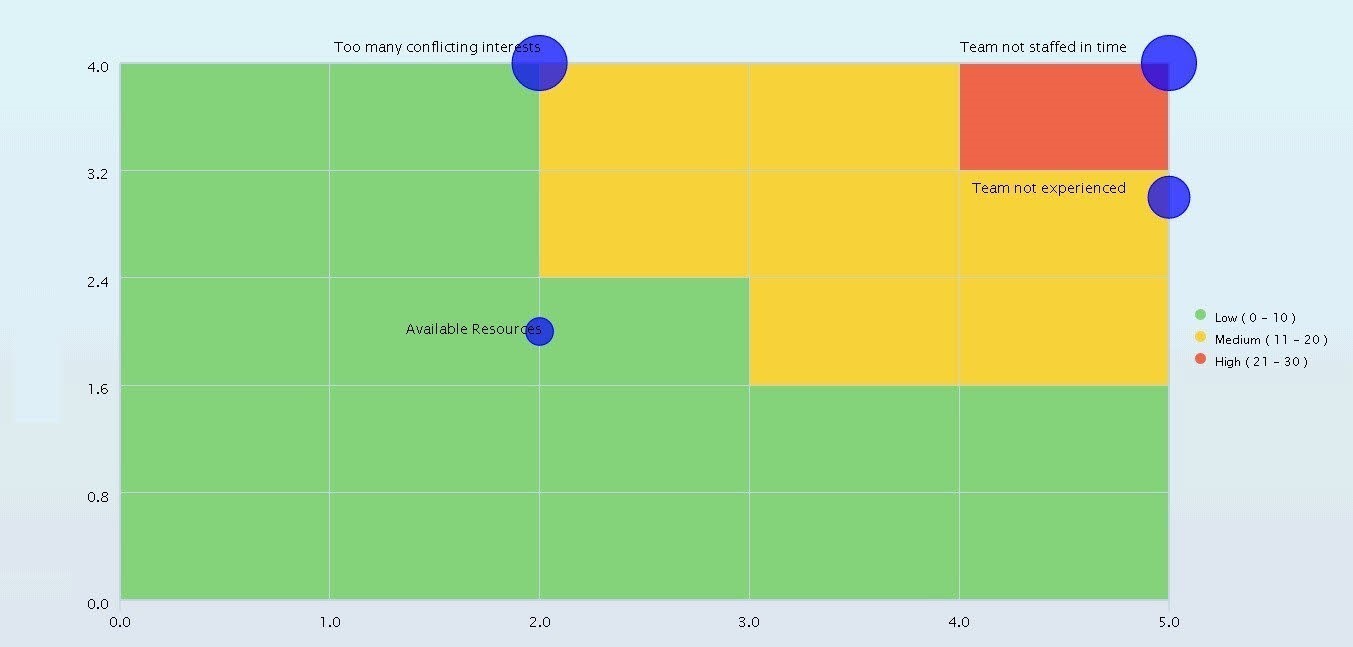 Too many conflicting interests
Team not staffed in time
4.0
3.2
Team not experienced
2.4
Available Resources
Low ( 0 - 10 )
Medium ( 11 - 20 )
High ( 21 - 30 )
1.6
0.8
0.0
0.0 1.0 2.0 3.0 4.0 5.0